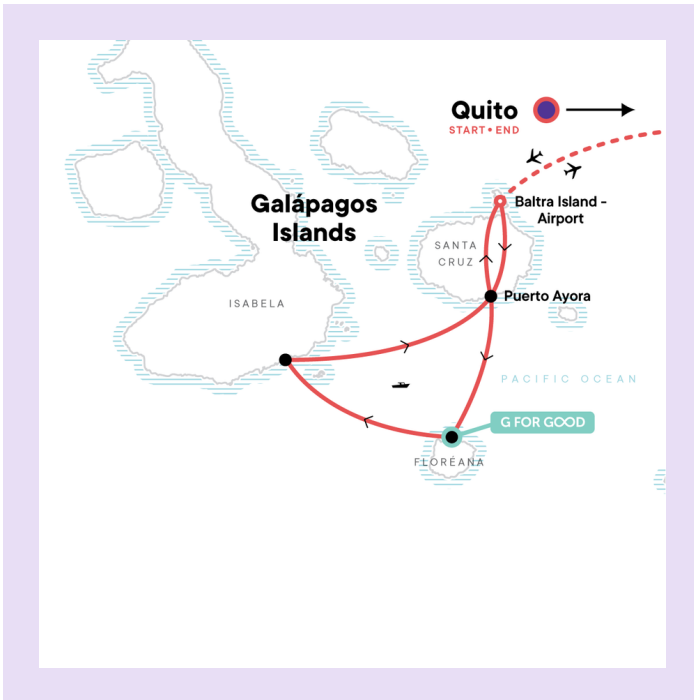 Quito
START • END
Baltra Island -
Airport
Galápagos
Islands
SANTA
CRUZ
Puerto Ayora
ISABELA
PACIFIC OCEAN
G FOR GOOD
FLOREANA